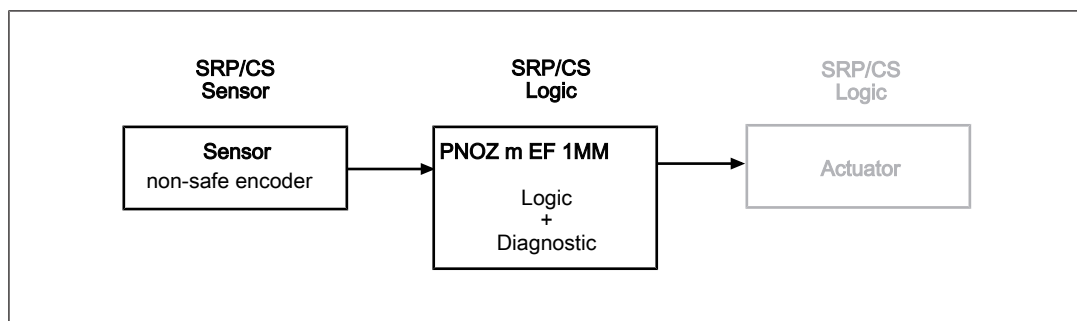 SRP/CS
Sensor
SRP/CS
Logic
SRP/CS
Logic
Sensor
non-safe encoder
PNOZ m EF 1MM
Logic
+
Diagnostic
Actuator